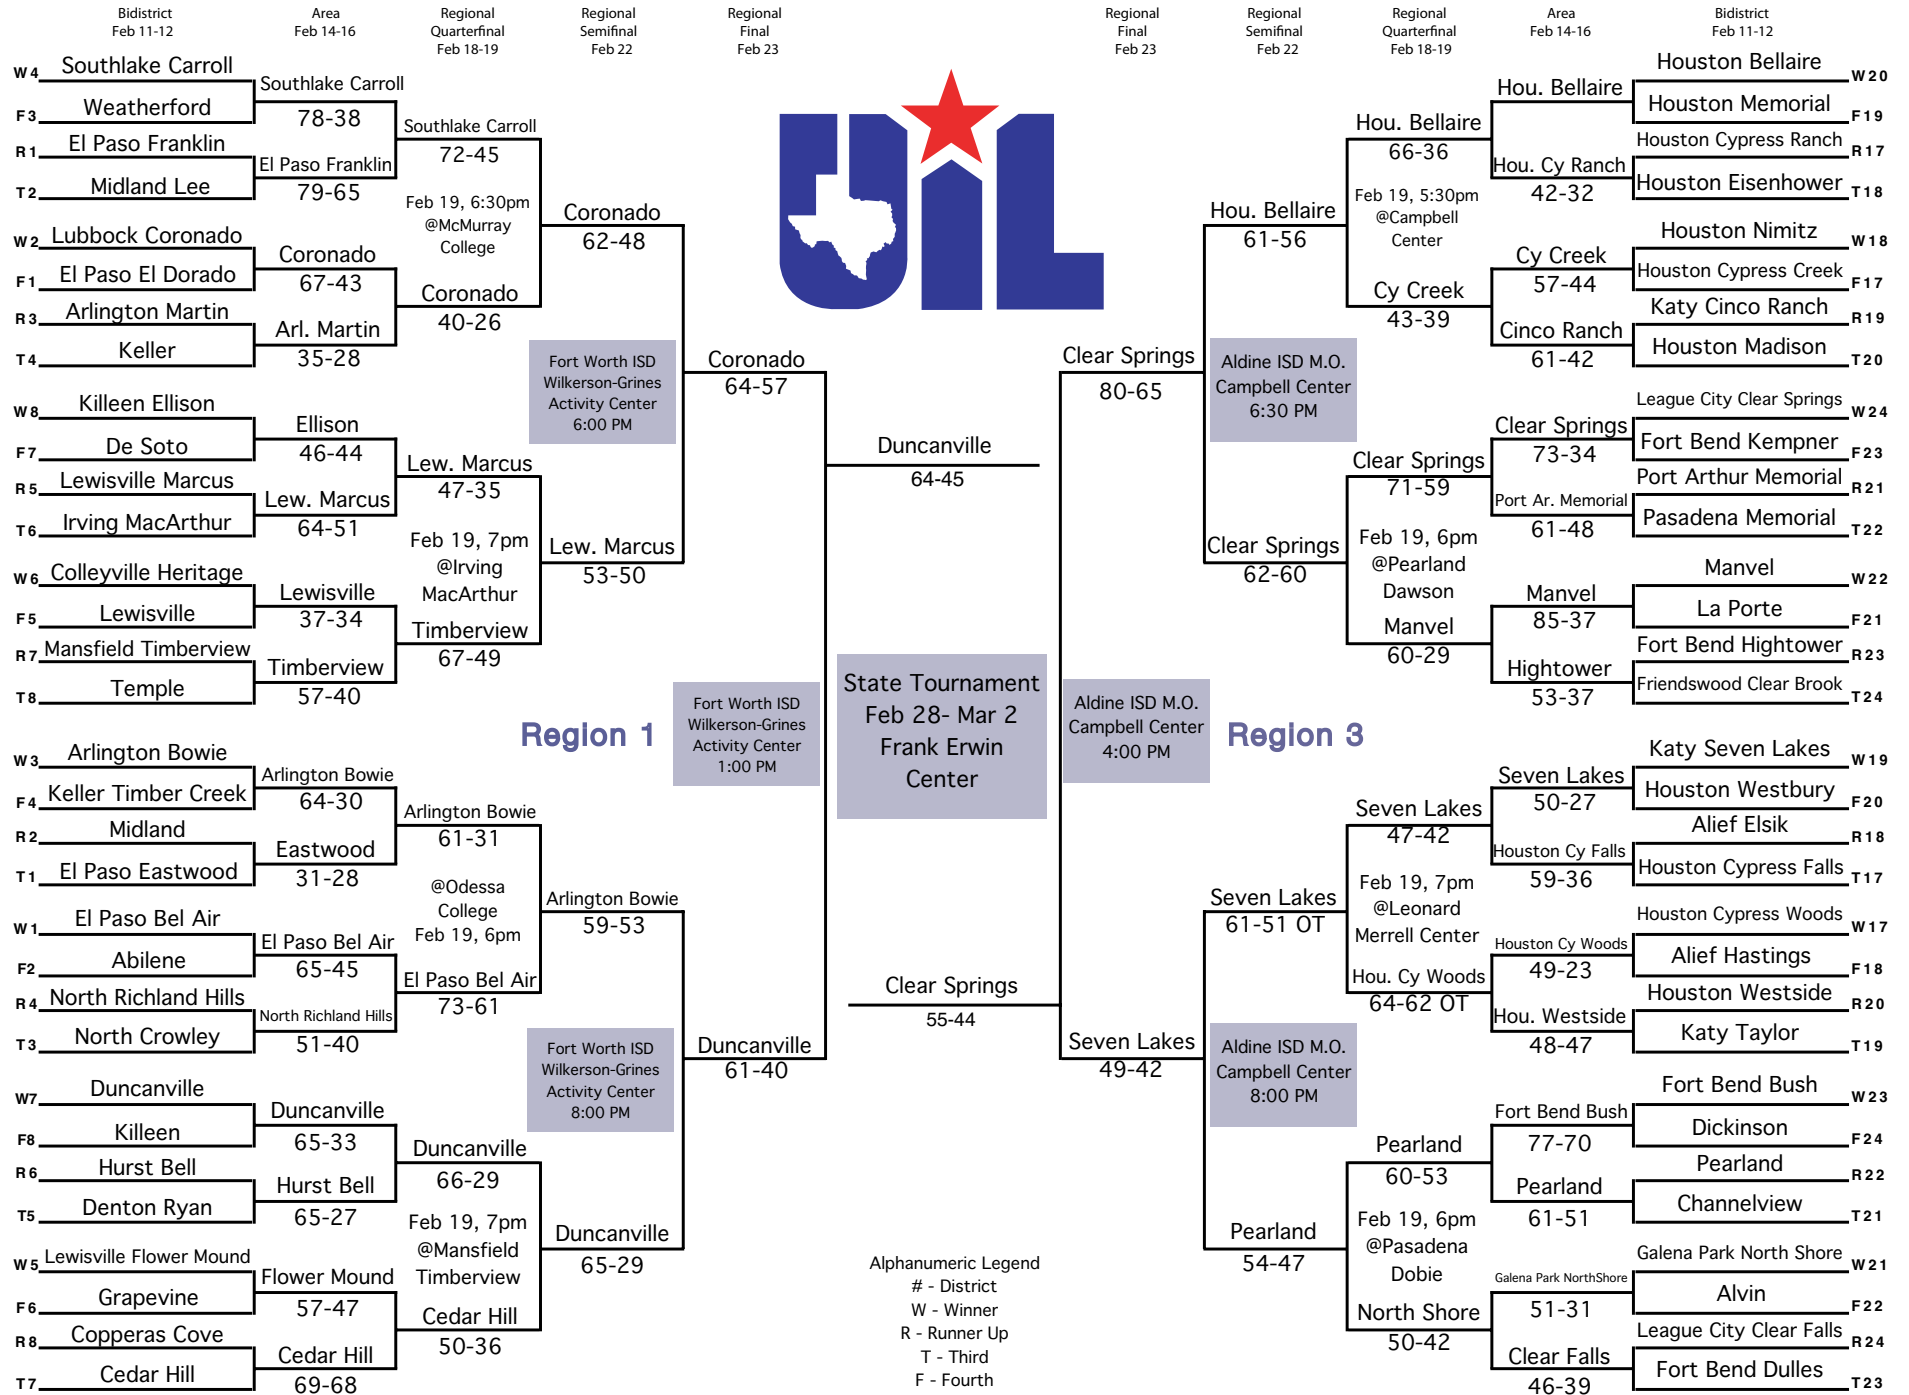 Bidistrict
Feb 11-12
Area
Feb 14-16
Regional
Quarterfinal
Feb 18-19
Regional
Semifinal
Feb 22
Regional
Final
Feb 23
Regional
Final
Feb 23
Regional
Semifinal
Feb 22
Regional
Quarterfinal
Feb 18-19
Area
Feb 14-16
Bidistrict
Feb 11-12
W4 Southlake Carroll
F3 Weatherford
R1 El Paso Franklin
T2 Midland Lee
W2 Lubbock Coronado
F1 El Paso El Dorado
R3 Arlington Martin
T4 Keller
W8 Killeen Ellison
F7 De Soto
R5 Lewisville Marcus
T6 Irving MacArthur
W6 Colleyville Heritage
F5 Lewisville
R7 Mansfield Timberview
T8 Temple
W3 Arlington Bowie
F4 Keller Timber Creek
R2 Midland
T1 El Paso Eastwood
W1 El Paso Bel Air
F2 Abilene
R4 North Richland Hills
T3 North Crowley
W7 Duncanville
F8 Killeen
R6 Hurst Bell
T5 Denton Ryan
W5 Lewisville Flower Mound
F6 Grapevine
R8 Copperas Cove
T7 Cedar Hill
Southlake Carroll
78-38
El Paso Franklin
79-65
Coronado
67-43
Arl. Martin
35-28
Ellison
46-44
Lew. Marcus
64-51
Lewisville
37-34
Timberview
57-40
Arlington Bowie
64-30
Eastwood
31-28
El Paso Bel Air
65-45
North Richland Hills
51-40
Duncanville
65-33
Hurst Bell
65-27
Flower Mound
57-47
Cedar Hill
69-68
Southlake Carroll
72-45
Feb 19, 6:30pm
@McMurray
College
Coronado
40-26
Lew. Marcus
47-35
Feb 19, 7pm
@Irving
MacArthur
Timberview
67-49
Arlington Bowie
61-31
@Odessa
College
Feb 19, 6pm
El Paso Bel Air
73-61
Duncanville
66-29
Feb 19, 7pm
@Mansfield
Timberview
Cedar Hill
50-36
Coronado
62-48
Fort Worth ISD
Wilkerson-Grines
Activity Center
6:00 PM
Lew. Marcus
53-50
Region 1
Arlington Bowie
59-53
Fort Worth ISD
Wilkerson-Grines
Activity Center
8:00 PM
Duncanville
65-29
Coronado
64-57
Fort Worth ISD
Wilkerson-Grines
Activity Center
1:00 PM
Duncanville
61-40
UIL
Duncanville
64-45
State Tournament
Feb 28- Mar 2
Frank Erwin
Center
Clear Springs
55-44
Alphanumeric Legend
# - District
W - Winner
R - Runner Up
T - Third
F - Fourth
Clear Springs
80-65
Aldine ISD M.O.
Campbell Center
4:00 PM
Seven Lakes
49-42
Hou. Bellaire
61-56
Aldine ISD M.O.
Campbell Center
6:30 PM
Clear Springs
62-60
Region 3
Seven Lakes
61-51 OT
Aldine ISD M.O.
Campbell Center
8:00 PM
Pearland
54-47
Hou. Bellaire
66-36
Feb 19, 5:30pm
@Campbell
Center
Cy Creek
43-39
Clear Springs
71-59
Feb 19, 6pm
@Pearland
Dawson
Manvel
60-29
Seven Lakes
47-42
Feb 19, 7pm
@Leonard
Merrell Center
Hou. Cy Woods
64-62 OT
Pearland
60-53
Feb 19, 6pm
@Pasadena
Dobie
North Shore
50-42
Hou. Bellaire
Hou. Cy Ranch
42-32
Cy Creek
57-44
Cinco Ranch
61-42
Clear Springs
73-34
Port Ar. Memorial
61-48
Manvel
85-37
Hightower
53-37
Seven Lakes
50-27
Houston Cy Falls
59-36
Houston Cy Woods
49-23
Hou. Westside
48-47
Fort Bend Bush
77-70
Pearland
61-51
Galena Park NorthShore
51-31
Clear Falls
46-39
Houston Bellaire W20
Houston Memorial F19
Houston Cypress Ranch R17
Houston Eisenhower T18
Houston Nimitz W18
Houston Cypress Creek F17
Katy Cinco Ranch R19
Houston Madison T20
League City Clear Springs W24
Fort Bend Kempner F23
Port Arthur Memorial R21
Pasadena Memorial T22
Manvel W22
La Porte F21
Fort Bend Hightower R23
Friendswood Clear Brook T24
Katy Seven Lakes W19
Houston Westbury F20
Alief Elsik R18
Houston Cypress Falls T17
Houston Cypress Woods W17
Alief Hastings F18
Houston Westside R20
Katy Taylor T19
Fort Bend Bush W23
Dickinson F24
Pearland R22
Channelview T21
Galena Park North Shore W21
Alvin F22
League City Clear Falls R24
Fort Bend Dulles T23